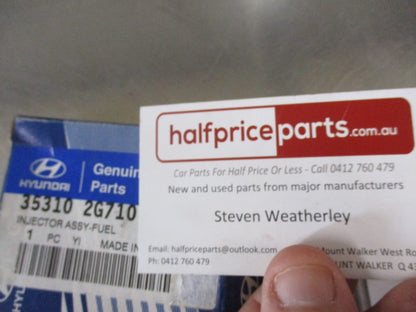 halfpriceparts.com.au
Car Parts For Half Price Or Less - Call 0412 760 479
New and used parts from major manufacturers
Steven Weatherley
Email: halfpriceparts@outlook.com
Mount Walker West
Ph: 0412 760 479
MOUNT WALKER Q
HYUNDAI
Genuin
Parts
35310 2G710
INJECTOR ASSY-FUEL
1 PC YI MADE IN